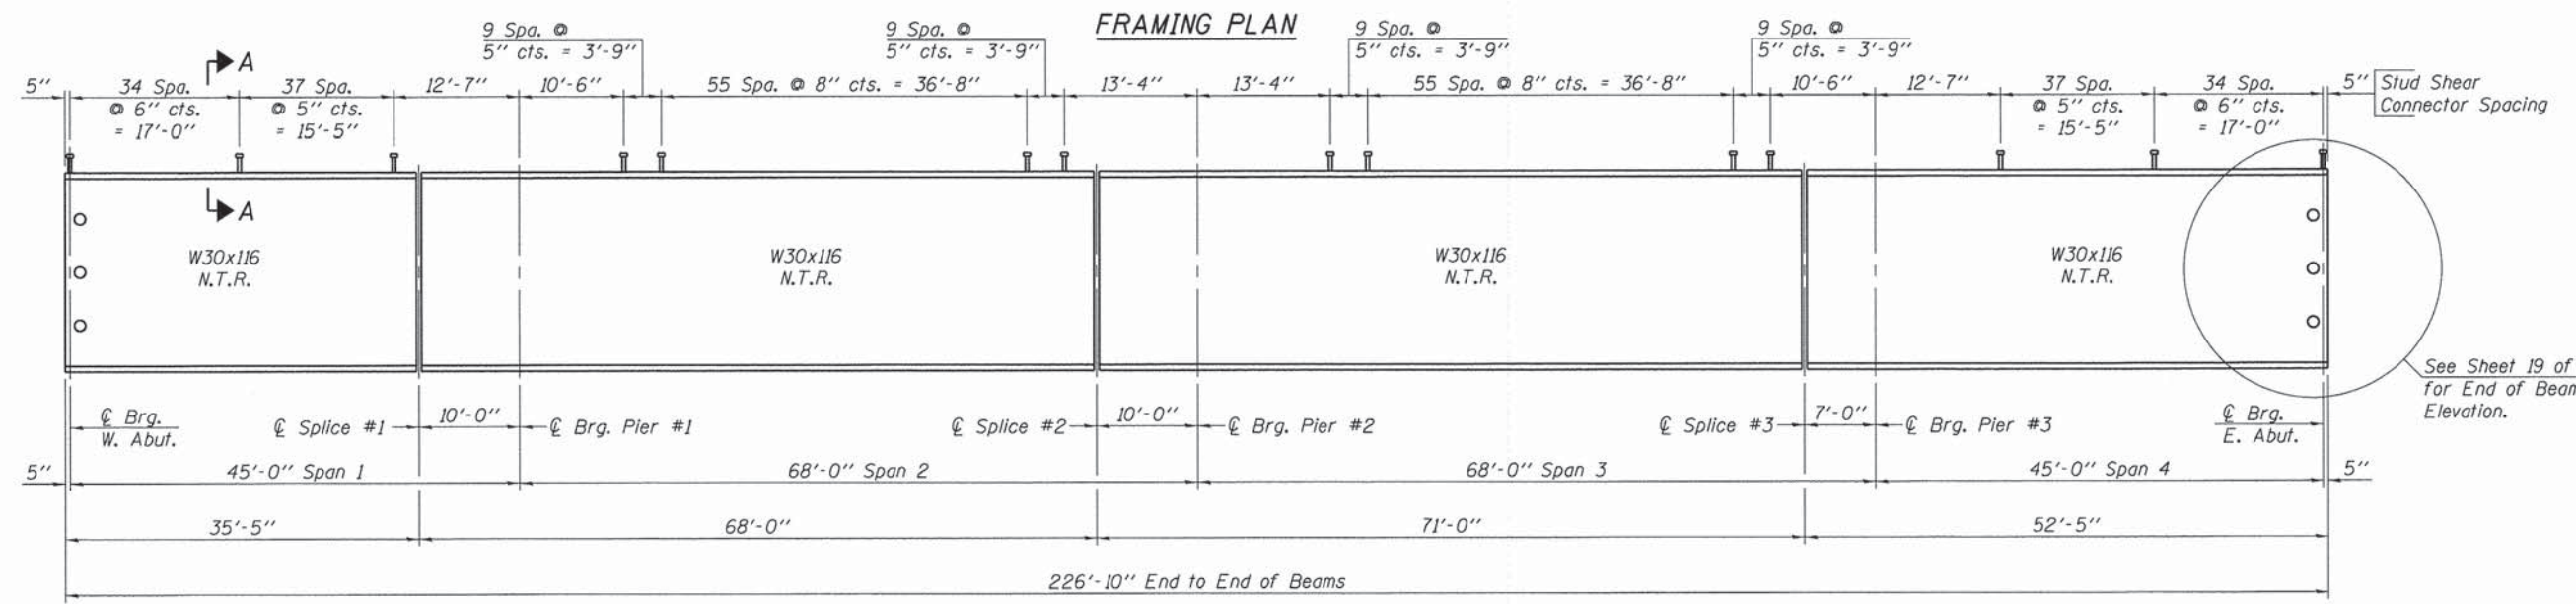 FRAMING PLAN
9 Spa. @
5" cts. = 3'-9"
9 Spa. @
5" cts. = 3'-9"
9 Spa. @
5" cts. = 3'-9"
9 Spa. @
5" cts. = 3'-9"
A
5"
34 Spa.
@ 6" cts.
= 17'-0"
37 Spa.
@ 5" cts.
= 15'-5"
12'-7"
10'-6"
55 Spa. @ 8" cts. = 36'-8"
13'-4"
13'-4"
55 Spa. @ 8" cts. = 36'-8"
10'-6"
12'-7"
37 Spa.
@ 5" cts.
= 15'-5"
34 Spa.
@ 6" cts.
= 17'-0"
5"
Stud Shear
Connector Spacing
A
W30x116
N.T.R.
W30x116
N.T.R.
W30x116
N.T.R.
W30x116
N.T.R.
See Sheet 19 of
for End of Beam
Elevation.
℄ Brg.
W. Abut.
℄ Splice #1
10'-0"
℄ Brg. Pier #1
℄ Splice #2
10'-0"
℄ Brg. Pier #2
℄ Splice #3
7'-0"
℄ Brg. Pier #3
℄ Brg.
E. Abut.
5"
45'-0" Span 1
68'-0" Span 2
68'-0" Span 3
45'-0" Span 4
5"
35'-5"
68'-0"
71'-0"
52'-5"
226'-10" End to End of Beams